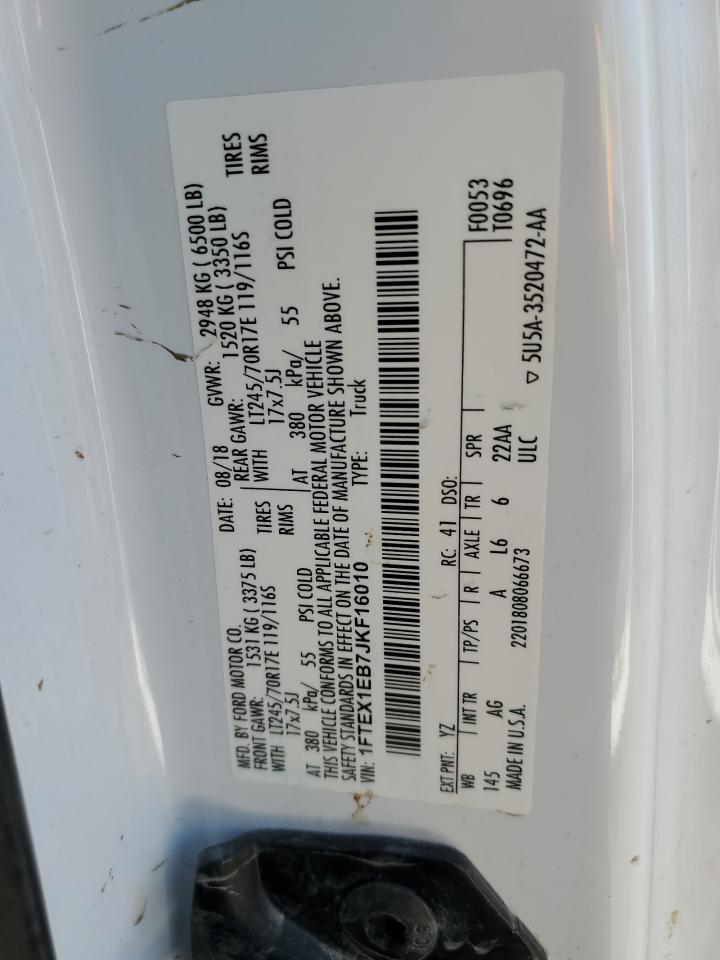 MFD. BY FORD MOTOR CO. DATE: 08/18 GVWR: 2948 KG ( 6500 LB)
FRONT GAWR: 1531 KG ( 3375 LB) REAR GAWR: 1520 KG ( 3350 LB)
WITH LT245/70R17E 119/116S TIRES WITH LT245/70R17E 119/116S TIRES
17x7.5J RIMS 17x7.5J RIMS
AT 380 kPa/ 55 PSI COLD AT 380 kPa/ 55 PSI COLD
THIS VEHICLE CONFORMS TO ALL APPLICABLE FEDERAL MOTOR VEHICLE
SAFETY STANDARDS IN EFFECT ON THE DATE OF MANUFACTURE SHOWN ABOVE.
VIN: 1FTEX1EB7JKF16010 TYPE: Truck
EXT PNT: YZ RC: 41 DSO: F0053
WB INT TR TP/PS R AXLE TR SPR T0696
145 AG A L6 6 22AA
MADE IN U.S.A. 2201808066673 ULC
▽ 5U5A-3520472-AA